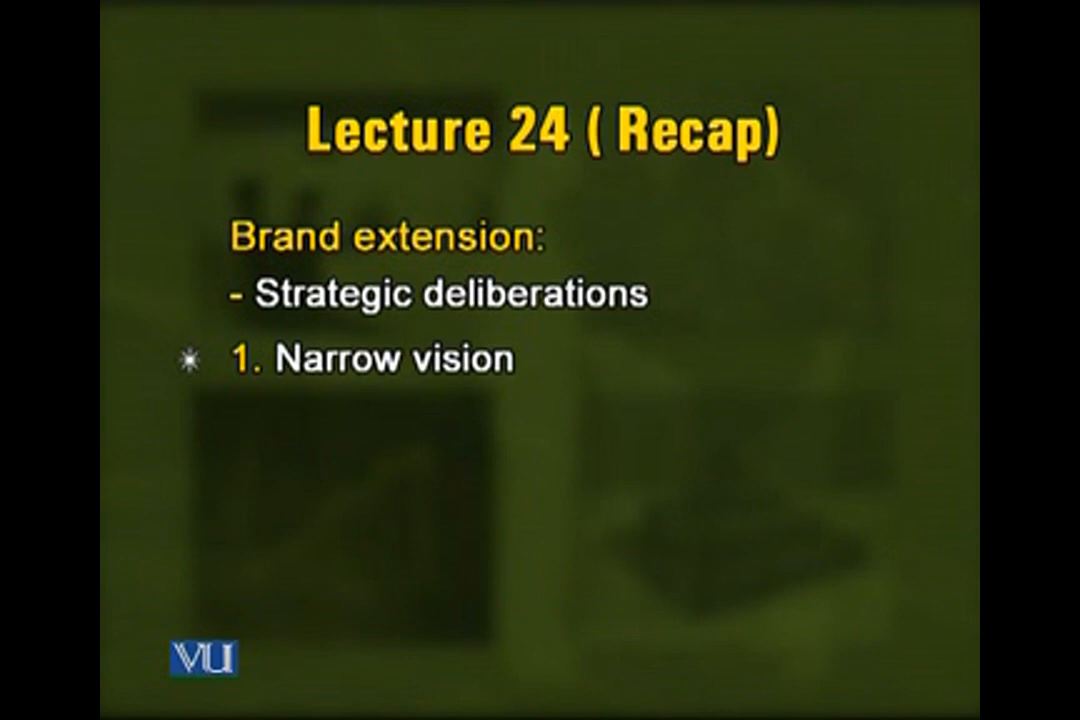 Lecture 24 ( Recap)
Brand extension:
- Strategic deliberations
1. Narrow vision
VU